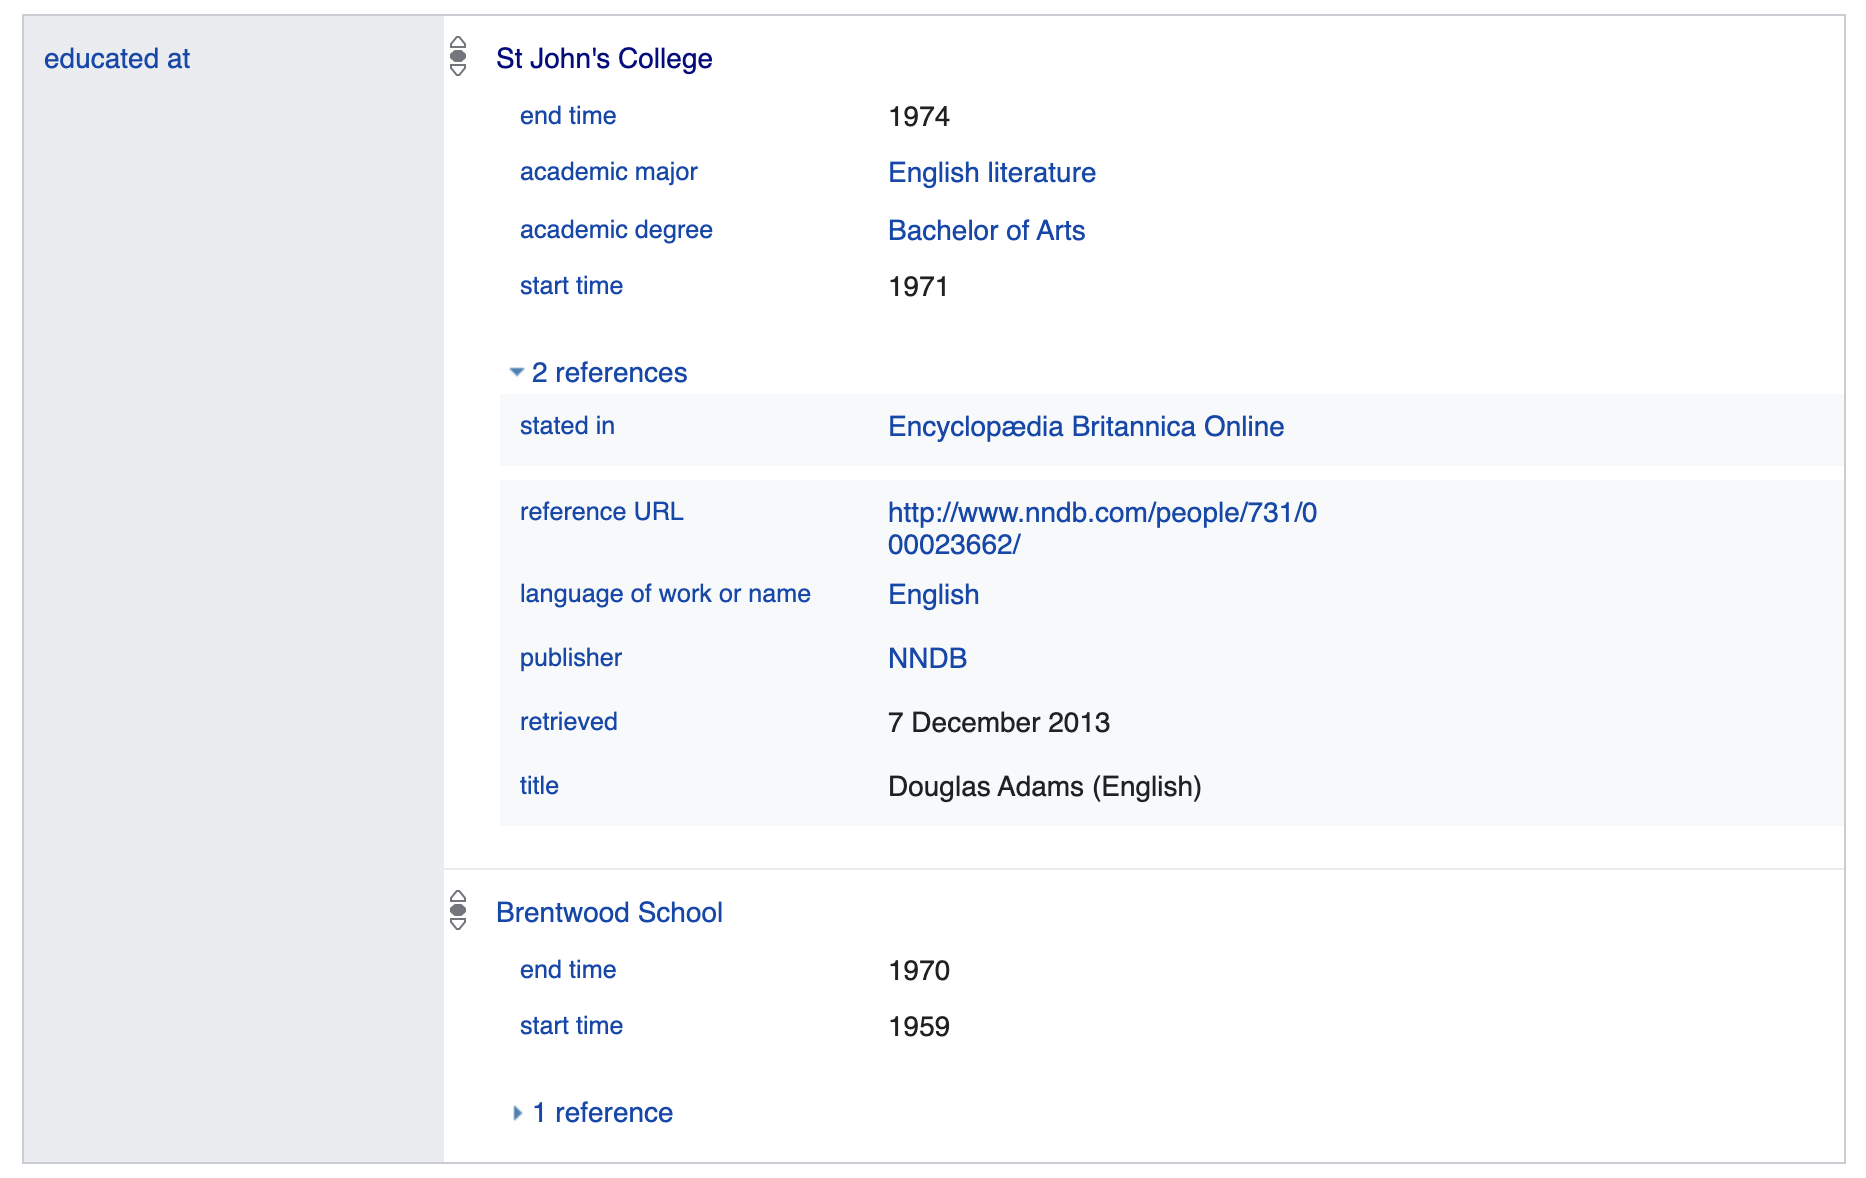 educated at
St John's College
end time 1974
academic major English literature
academic degree Bachelor of Arts
start time 1971
2 references
stated in Encyclopædia Britannica Online
reference URL http://www.nndb.com/people/731/0
00023662/
language of work or name English
publisher NNDB
retrieved 7 December 2013
title Douglas Adams (English)
Brentwood School
end time 1970
start time 1959
1 reference